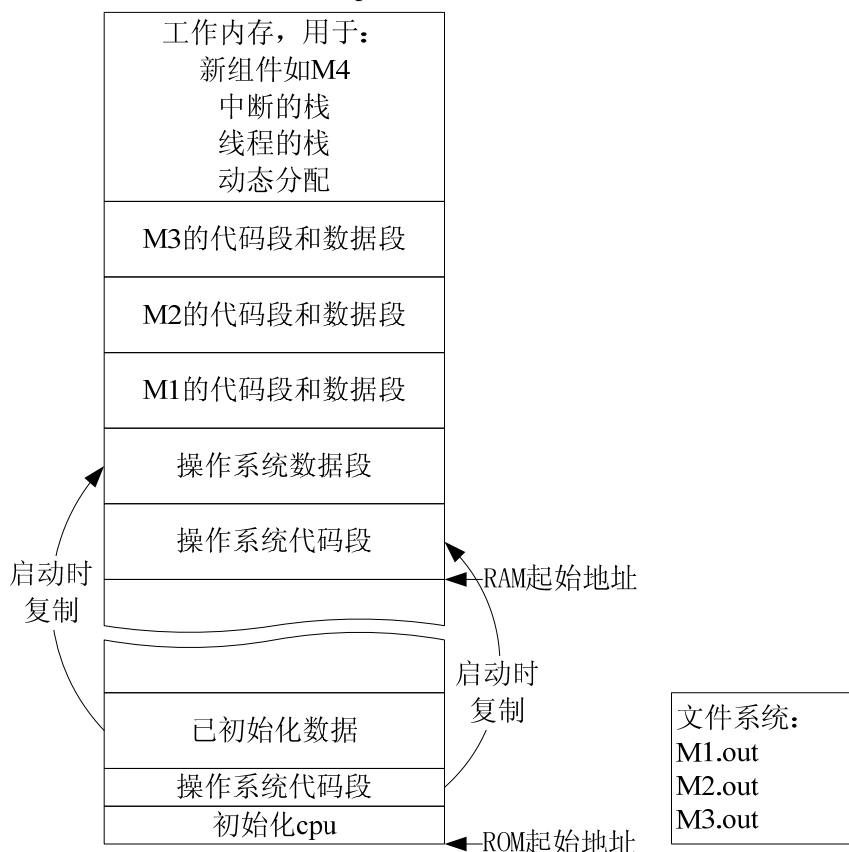 工作内存，用于：
新组件如M4
中断的栈
线程的栈
动态分配
M3的代码段和数据段
M2的代码段和数据段
M1的代码段和数据段
操作系统数据段
操作系统代码段
启动时
复制
RAM起始地址
启动时
复制
已初始化数据
操作系统代码段
初始化cpu
ROM起始地址
文件系统：
M1.out
M2.out
M3.out